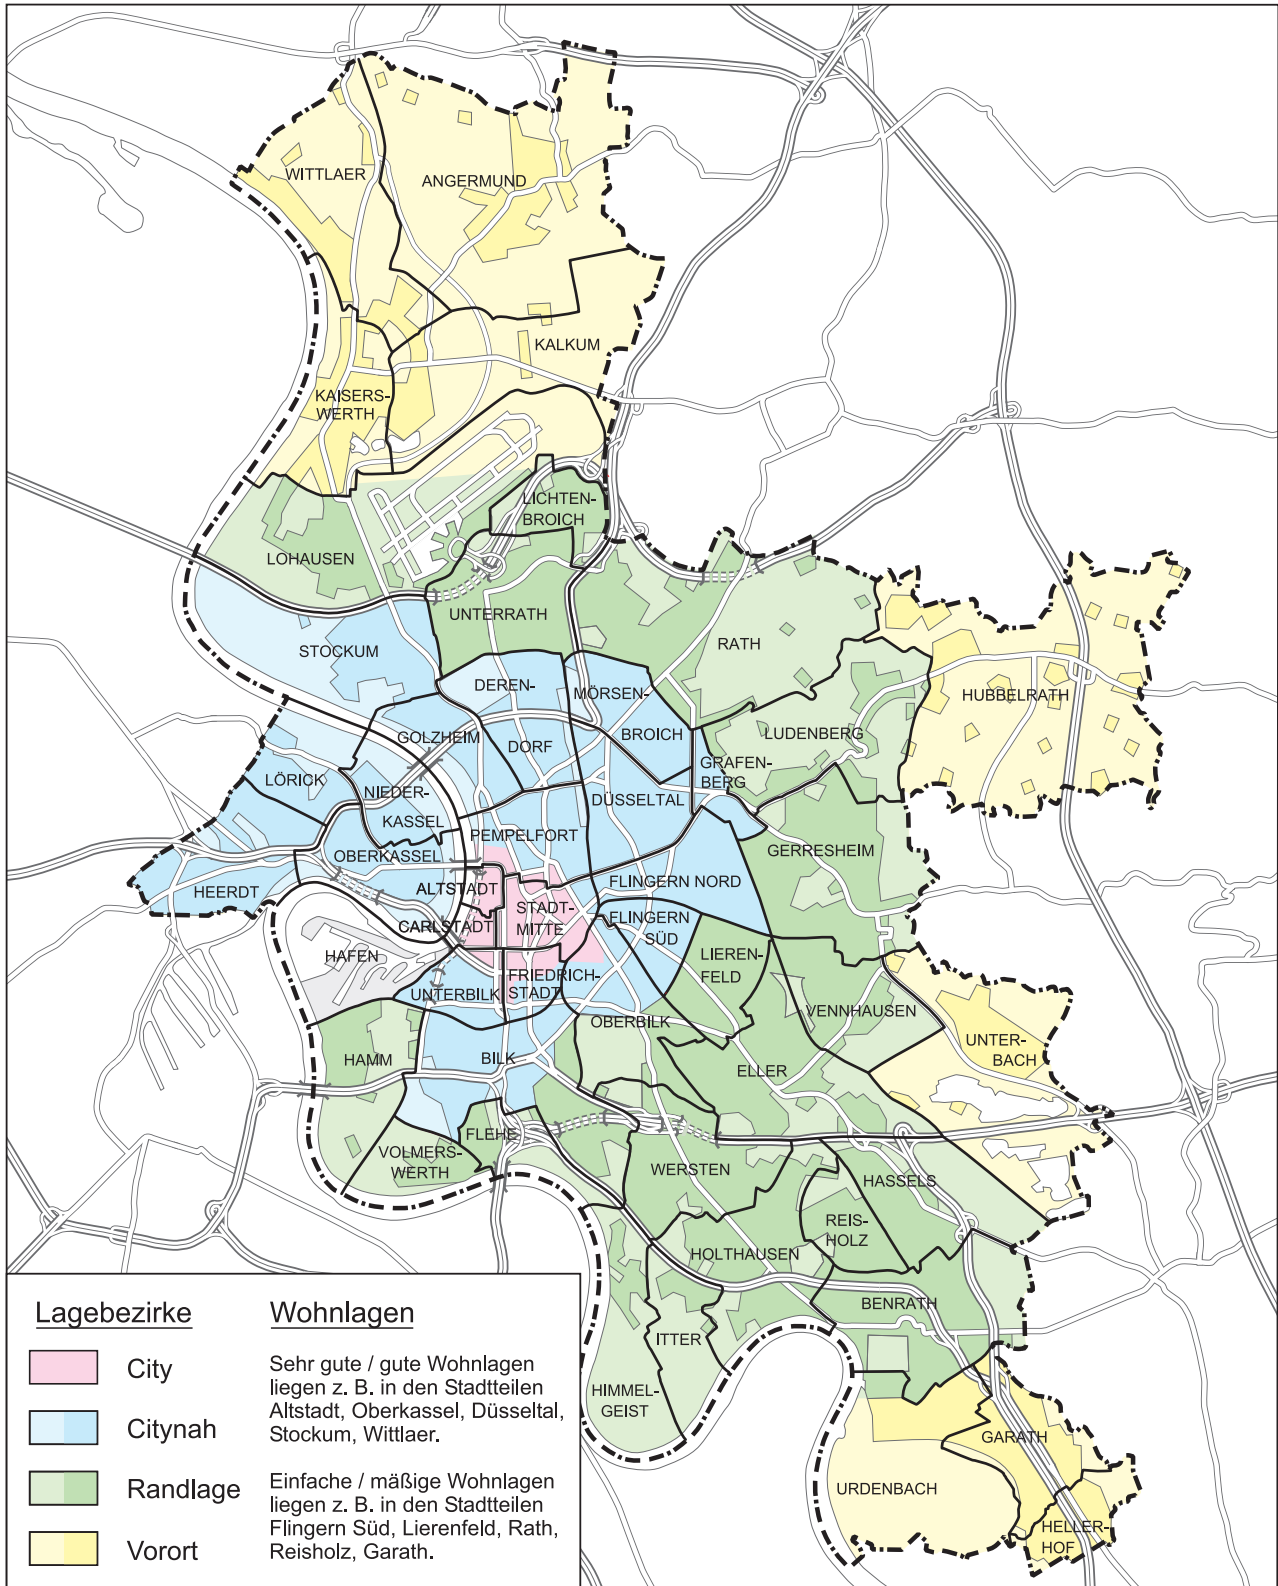 WITTLAER
ANGERMUND
KALKUM
KAISERS-
WERTH
LICHTEN-
BROICH
LOHAUSEN
UNTERRATH
RATH
STOCKUM
DEREN-
DORF
MÖRSEN-
BROICH
HUBBELRATH
LUDENBERG
GOLZHEIM
GRAFEN-
BERG
LÖRICK
NIEDER-
KASSEL
DÜSSELTAL
PEMPELFORT
OBERKASSEL
GERRESHEIM
HEERDT
ALTSTADT
FLINGERN NORD
STADT-
MITTE
FLINGERN
SÜD
CARLSTADT
HAFEN
LIEREN-
FELD
FRIEDRICH-
STADT
UNTERBILK
VENNHAUSEN
OBERBILK
UNTER-
BACH
HAMM
BILK
ELLER
FLEHE
VOLMERS-
WERTH
WERSTEN
HASSELS
REIS-
HOLZ
HOLTHAUSEN
BENRATH
ITTER
HIMMEL-
GEIST
GARATH
URDENBACH
HELLER-
HOF
Lagebezirke
City
Citynah
Randlage
Vorort
Wohnlagen
Sehr gute / gute Wohnlagen
liegen z. B. in den Stadtteilen
Altstadt, Oberkassel, Düsseltal,
Stockum, Wittlaer.
Einfache / mäßige Wohnlagen
liegen z. B. in den Stadtteilen
Flingern Süd, Lierenfeld, Rath,
Reisholz, Garath.